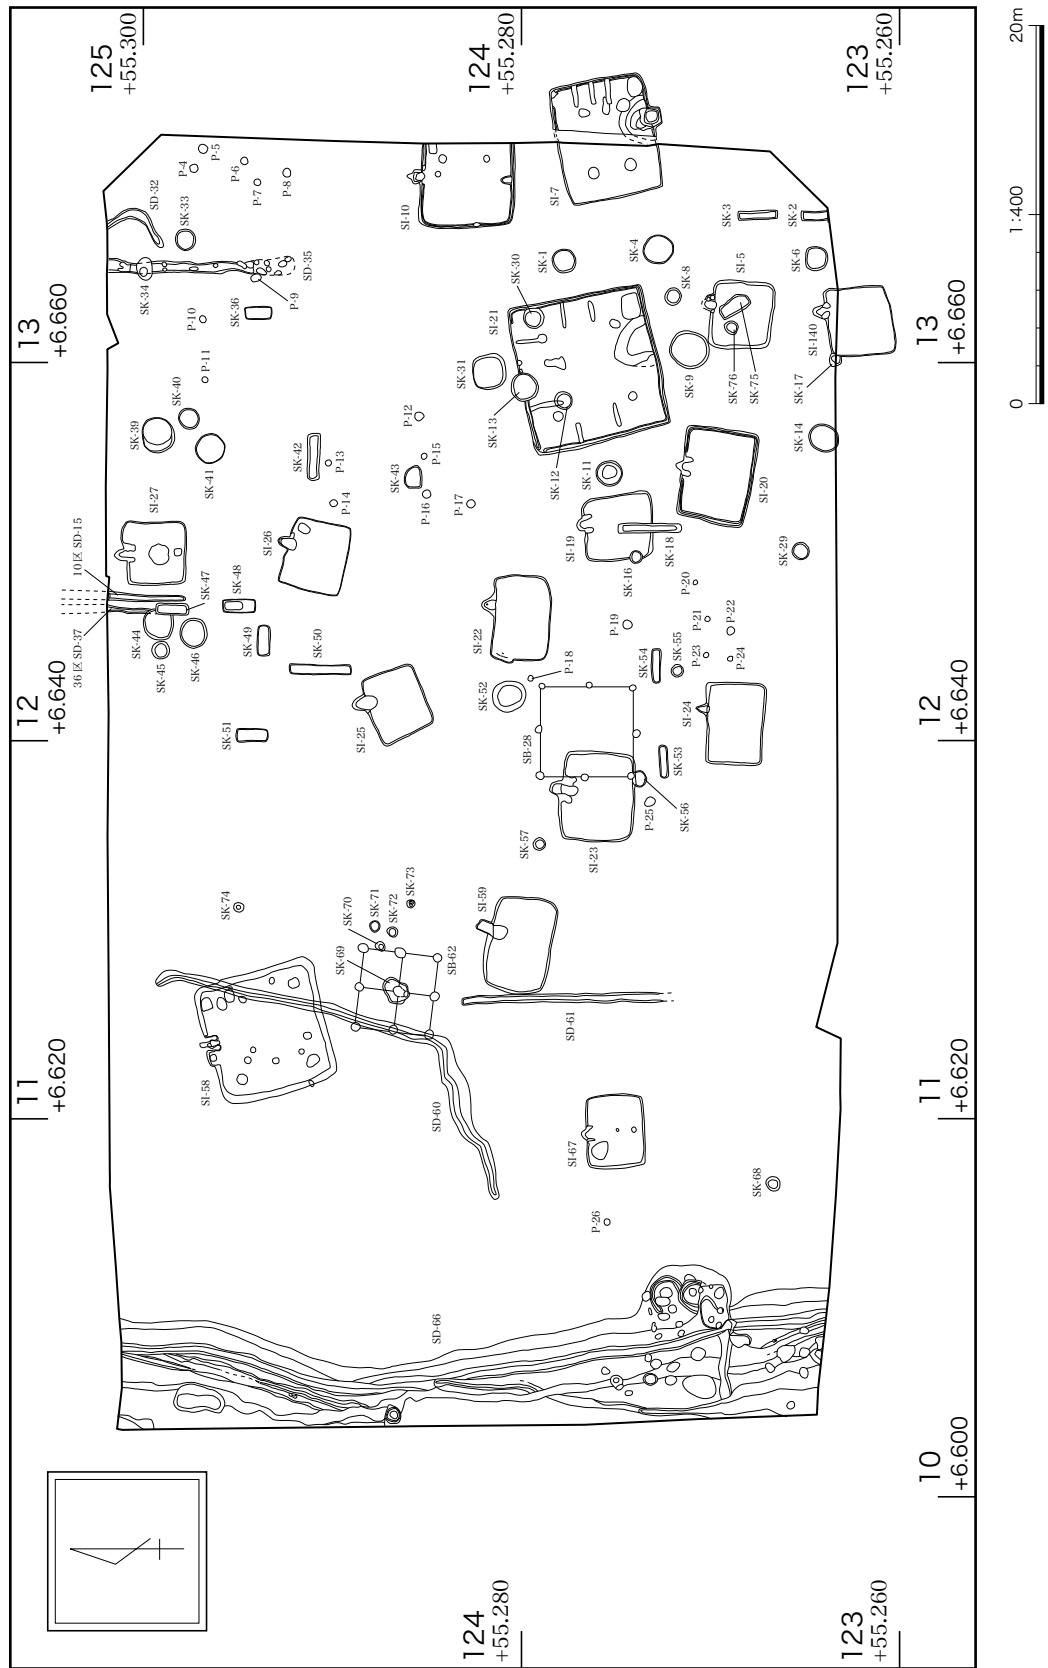 125
+55.300
124
+55.280
123
+55.260
20m
1:400
0
13
+6.660
13
+6.660
12
+6.640
12
+6.640
11
+6.620
11
+6.620
10
+6.600
124
+55.280
123
+55.260
P-4
P-5
P-6
P-7
P-8
SD-32
SK-33
SK-34
SD-35
P-9
SK-36
P-10
P-11
SK-40
SK-39
SK-41
SI-27
10区 SD-15
36区 SD-37
SK-47
SK-48
SK-44
SK-45
SK-46
SK-49
SK-50
SK-51
SI-25
SI-26
SK-42
P-13
P-14
P-12
P-15
SK-43
P-16
P-17
SI-10
SI-7
SK-3
SK-2
SK-1
SK-4
SK-30
SK-8
SI-5
SK-6
SI-21
SK-31
SK-13
SK-12
SK-9
SK-76
SK-75
SI-140
SK-17
SK-14
SK-11
SI-20
SI-19
SK-18
SK-16
SK-29
P-20
P-21
P-22
P-19
P-23
P-24
SK-55
SK-54
SI-22
P-18
SK-52
SB-28
SI-24
SK-53
SK-56
P-25
SI-23
SK-57
SK-74
SK-73
SK-72
SK-71
SK-70
SK-69
SB-62
SI-59
SD-61
SI-58
SD-60
SI-67
SK-68
P-26
SD-66